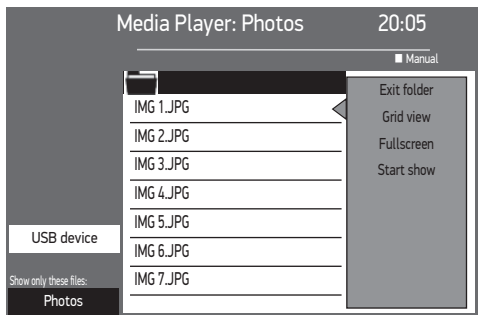 Media Player: Photos 20:05
Manual
IMG 1.JPG
IMG 2.JPG
IMG 3.JPG
IMG 4.JPG
IMG 5.JPG
IMG 6.JPG
IMG 7.JPG
Exit folder
Grid view
Fullscreen
Start show
USB device
Show only these files:
Photos